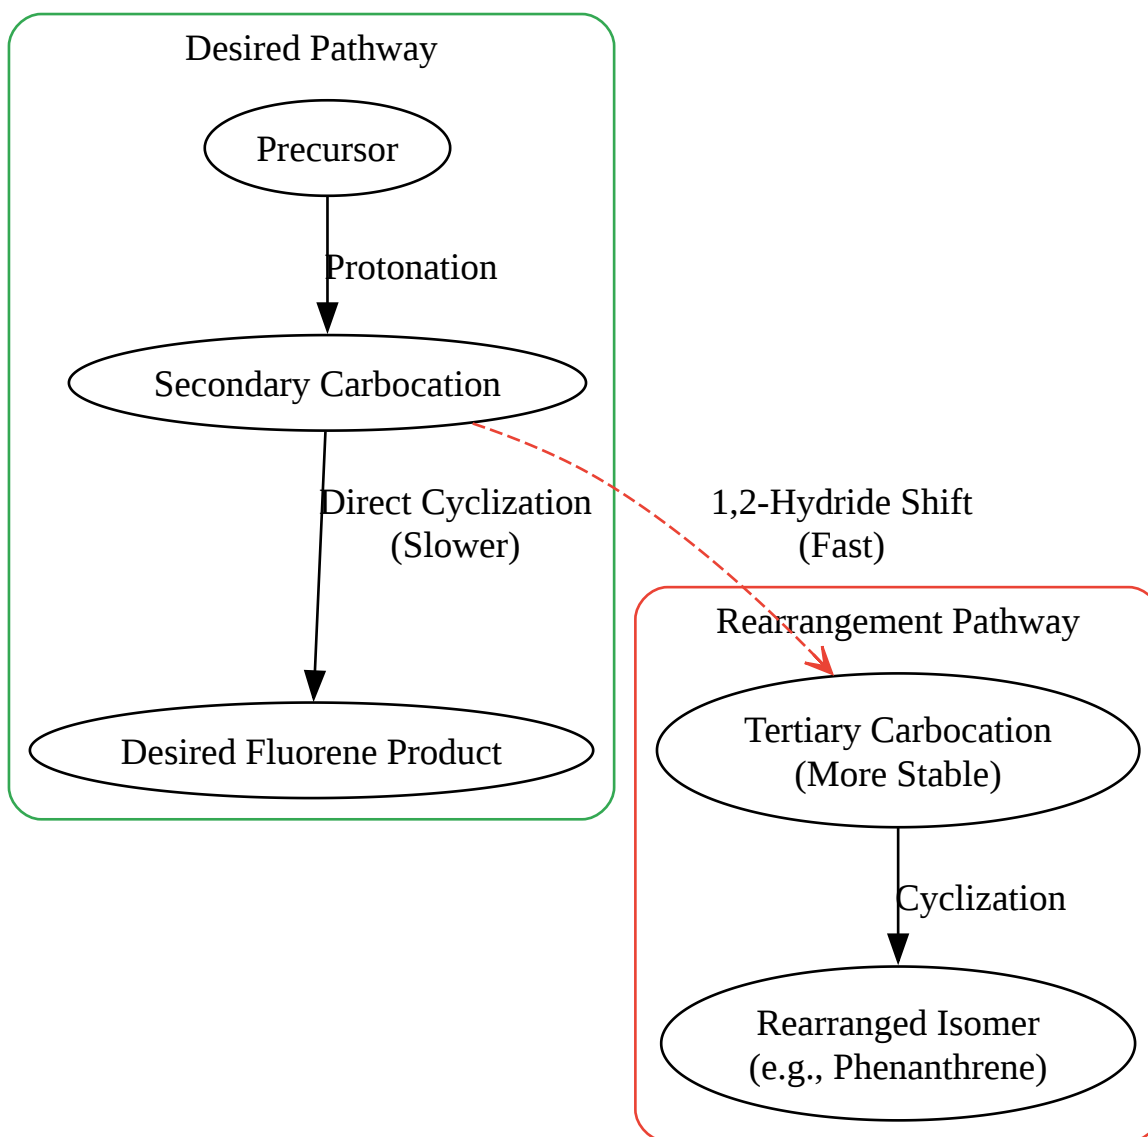 Desired Pathway
Precursor
Protonation
Secondary Carbocation
Direct Cyclization
(Slower)
1,2-Hydride Shift
(Fast)
Desired Fluorene Product
Rearrangement Pathway
Tertiary Carbocation
(More Stable)
Cyclization
Rearranged Isomer
(e.g., Phenanthrene)